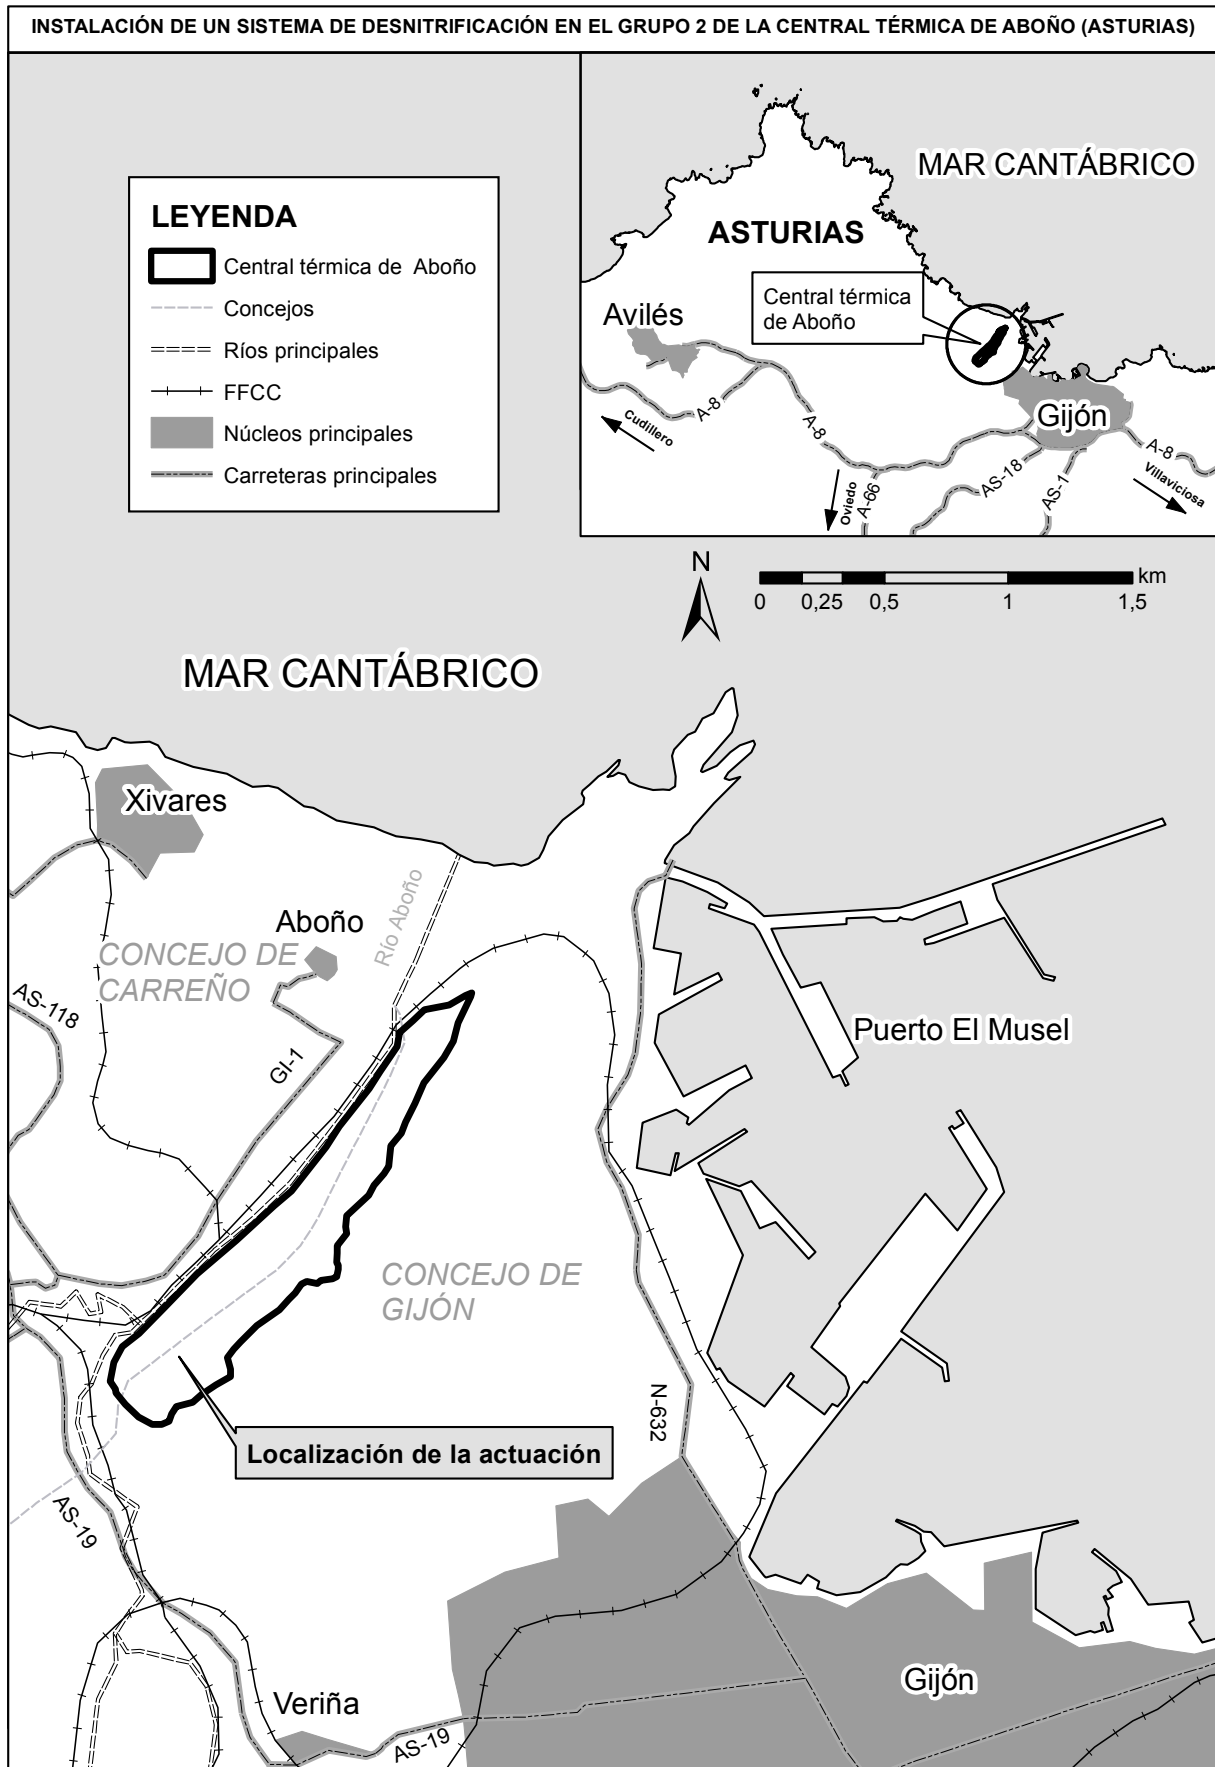 INSTALACIÓN DE UN SISTEMA DE DESNITRIFICACIÓN EN EL GRUPO 2 DE LA CENTRAL TÉRMICA DE ABOÑO (ASTURIAS)
MAR CANTÁBRICO
ASTURIAS
Central térmica
de Aboño
Avilés
Gijón
A-8
Cudillero
A-8
A-8
Villaviciosa
AS-18
AS-1
A-66
Oviedo
LEYENDA
Central térmica de Aboño
Concejos
Ríos principales
FFCC
Núcleos principales
Carreteras principales
N
km
0 0,25 0,5 1 1,5
MAR CANTÁBRICO
Xivares
Río Aboño
Aboño
CONCEJO DE
CARREÑO
AS-118
GI-1
Puerto El Musel
CONCEJO DE
GIJÓN
N-632
Localización de la actuación
AS-19
Gijón
Veriña
AS-19